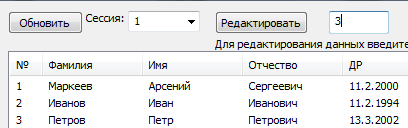 Обновить Сессия: 1 Редактировать 3
Для редактирования данных введите
№ Фамилия Имя Отчество ДР
1 Маркеев Арсений Сергеевич 11.2.2000
2 Иванов Иван Иванович 11.2.1994
3 Петров Петр Петрович 13.3.2002